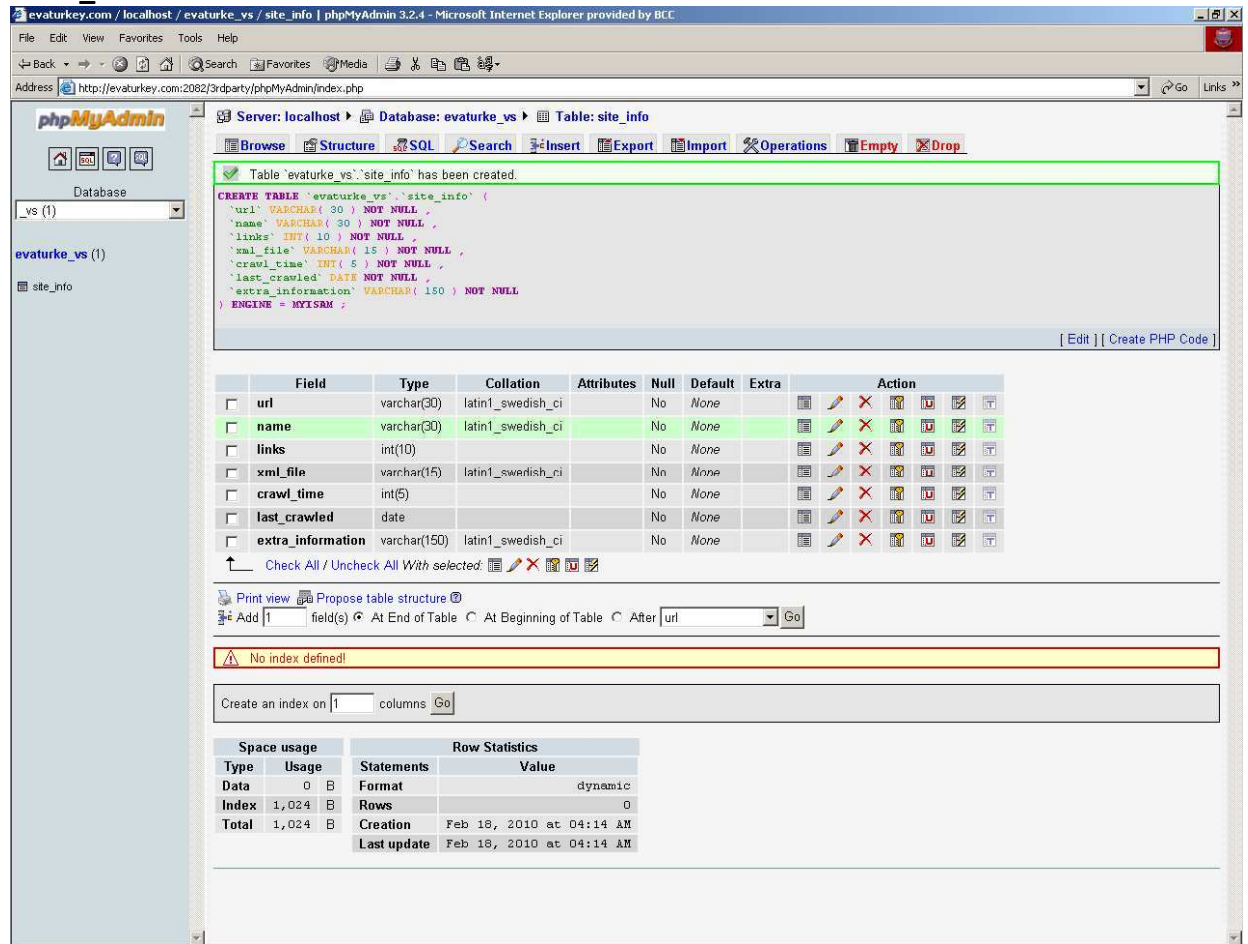 evaturkey.com / localhost / evaturke_vs / site_info | phpMyAdmin 3.2.4 - Microsoft Internet Explorer provided by BCC
File Edit View Favorites Tools Help
Back Search Favorites Media
Address http://evaturkey.com:2082/3rdparty/phpMyAdmin/index.php Go Links »
phpMyAdmin
SQL
Database
_vs (1)
evaturke_vs (1)
site_info
Server: localhost Database: evaturke_vs Table: site_info
Browse Structure SQL Search Insert Export Import Operations Empty Drop
Table `evaturke_vs`.`site_info` has been created.
CREATE TABLE `evaturke_vs`.`site_info` (
`url` VARCHAR( 30 ) NOT NULL ,
`name` VARCHAR( 30 ) NOT NULL ,
`links` INT( 10 ) NOT NULL ,
`xml_file` VARCHAR( 15 ) NOT NULL ,
`crawl_time` INT( 5 ) NOT NULL ,
`last_crawled` DATE NOT NULL ,
`extra_information` VARCHAR( 150 ) NOT NULL
) ENGINE = MYISAM ;
[ Edit ] [ Create PHP Code ]
Field Type Collation Attributes Null Default Extra Action
url varchar(30) latin1_swedish_ci No None
name varchar(30) latin1_swedish_ci No None
links int(10) No None
xml_file varchar(15) latin1_swedish_ci No None
crawl_time int(5) No None
last_crawled date No None
extra_information varchar(150) latin1_swedish_ci No None
Check All / Uncheck All With selected:
Print view Propose table structure
Add 1 field(s) At End of Table At Beginning of Table After url Go
No index defined!
Create an index on 1 columns Go
Space usage
Type Usage
Data 0 B
Index 1,024 B
Total 1,024 B
Row Statistics
Statements Value
Format dynamic
Rows 0
Creation Feb 18, 2010 at 04:14 AM
Last update Feb 18, 2010 at 04:14 AM